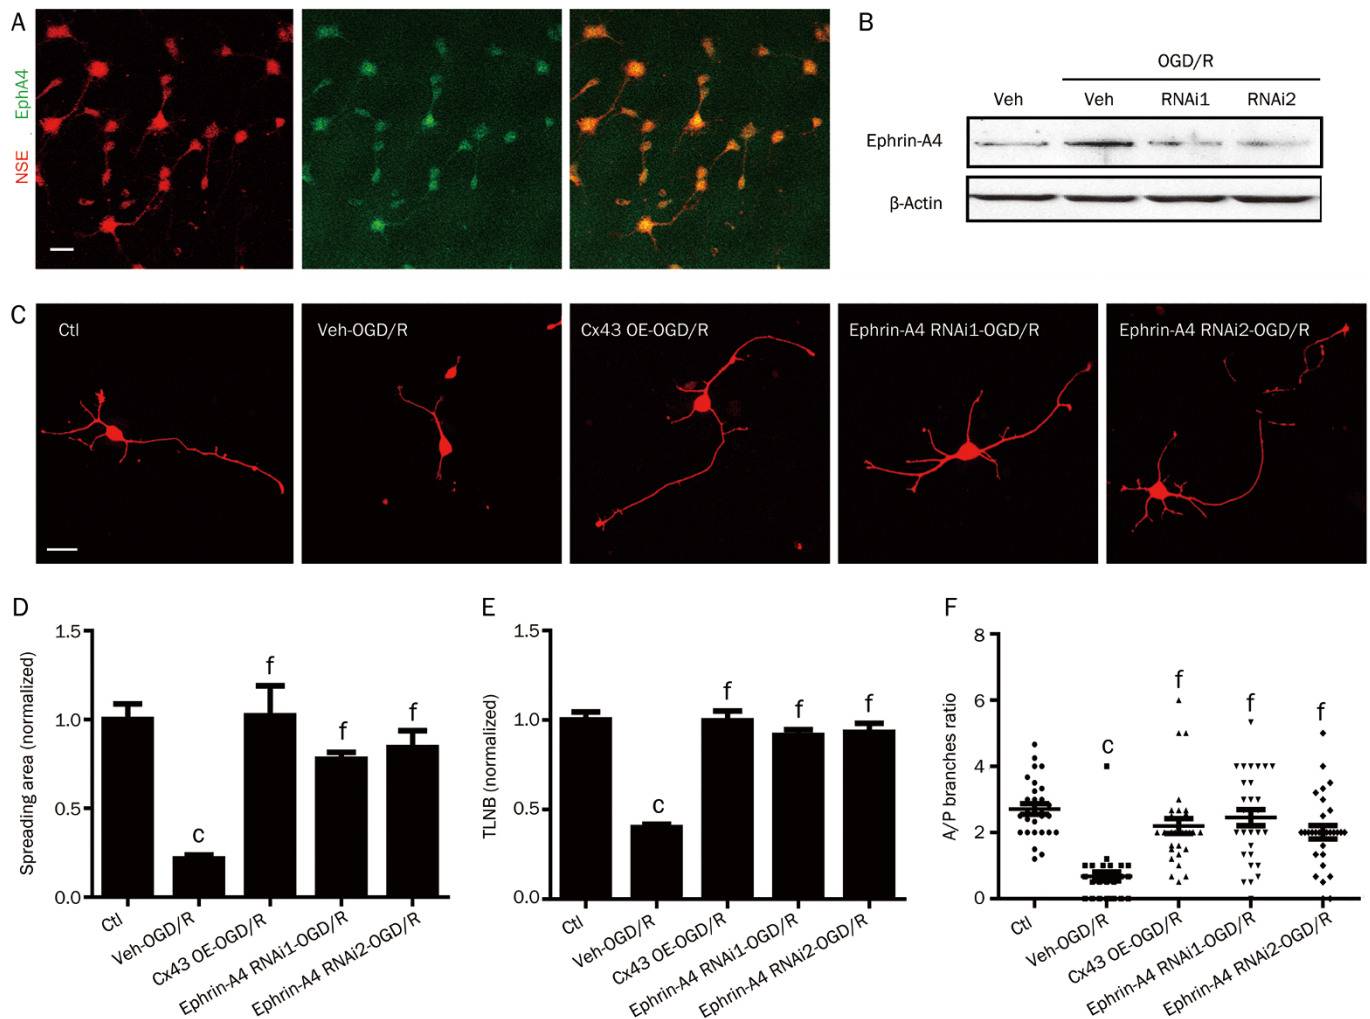 A
NSE EphA4
B
OGD/R
Veh Veh RNAi1 RNAi2
Ephrin-A4
β-Actin
C
Ctl
Veh-OGD/R
Cx43 OE-OGD/R
Ephrin-A4 RNAi1-OGD/R
Ephrin-A4 RNAi2-OGD/R
D
Spreading area (normalized)
1.5
1.0
0.5
0.0
c
f
f
f
Ctl
Veh-OGD/R
Cx43 OE-OGD/R
Ephrin-A4 RNAi1-OGD/R
Ephrin-A4 RNAi2-OGD/R
E
TLNB (normalized)
1.5
1.0
0.5
0.0
c
f
f
f
Ctl
Veh-OGD/R
Cx43 OE-OGD/R
Ephrin-A4 RNAi1-OGD/R
Ephrin-A4 RNAi2-OGD/R
F
A/P branches ratio
8
6
4
2
0
c
f
f
f
Ctl
Veh-OGD/R
Cx43 OE-OGD/R
Ephrin-A4 RNAi1-OGD/R
Ephrin-A4 RNAi2-OGD/R